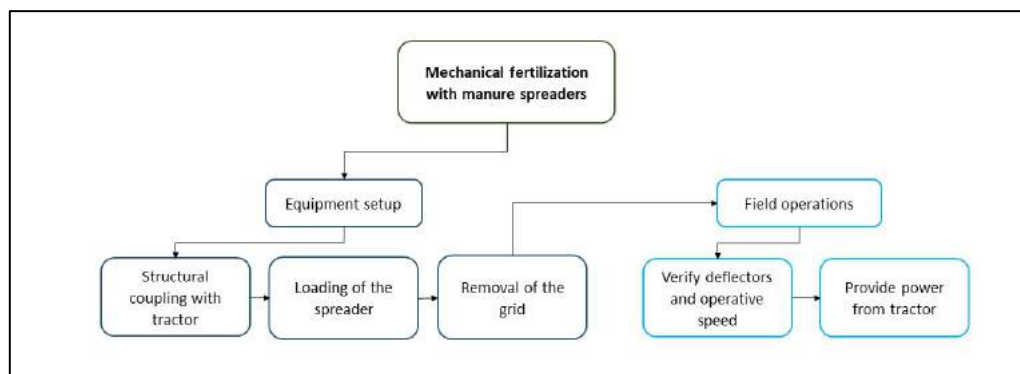 Mechanical fertilization
with manure spreaders
Equipment setup
Field operations
Structural
coupling with
tractor
Loading of the
spreader
Removal of the
grid
Verify deflectors
and operative
speed
Provide power
from tractor